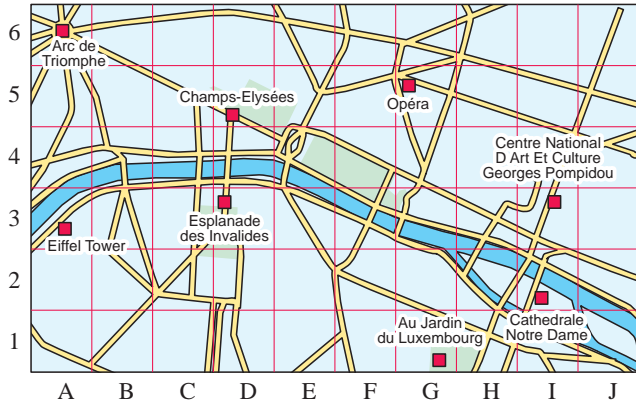 6
Arc de
Triomphe
5
Champs-Elysées
Opéra
4
Centre National
D Art Et Culture
Georges Pompidou
3
Esplanade
des Invalides
Eiffel Tower
2
Au Jardin
du Luxembourg
Cathedrale
Notre Dame
1
A B C D E F G H I J